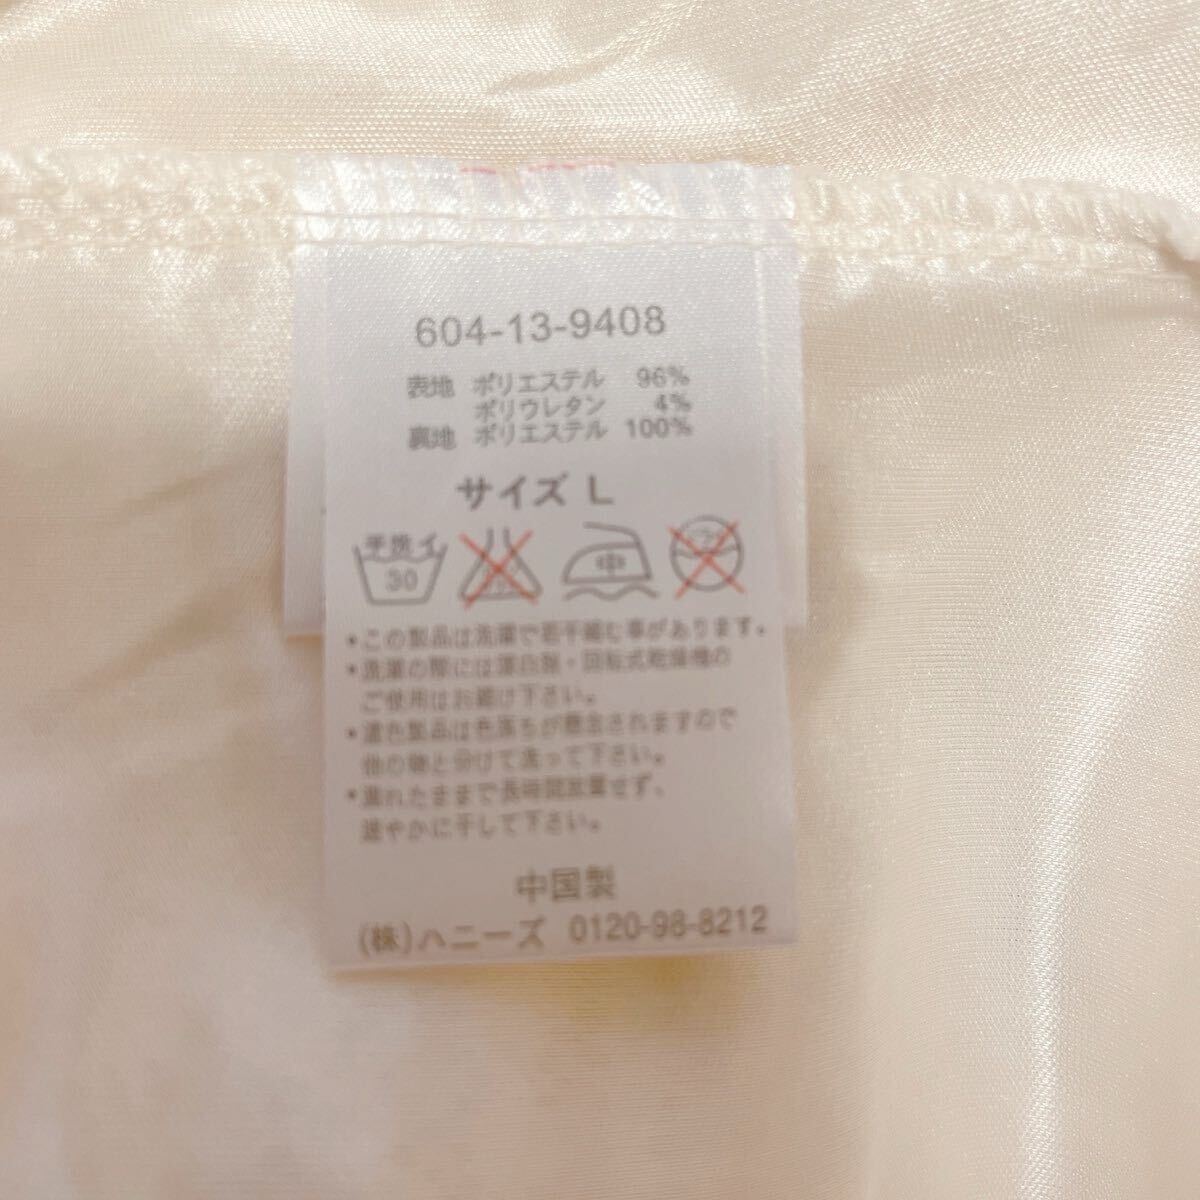 604-13-9408
表地 ポリエステル 96%
ポリウレタン 4%
裏地 ポリエステル 100%
サイズ L
手洗イ 30 中
•この製品は洗濯で若干縮む事があります。
•洗濯の際には漂白剤・回転式乾燥機の
ご使用はお避け下さい。
•濃色製品は色落ちが懸念されますので
他の物と分けて洗って下さい。
•濡れたままで長時間放置せず、
速やかに干して下さい。
中国製
(株)ハニーズ 0120-98-8212